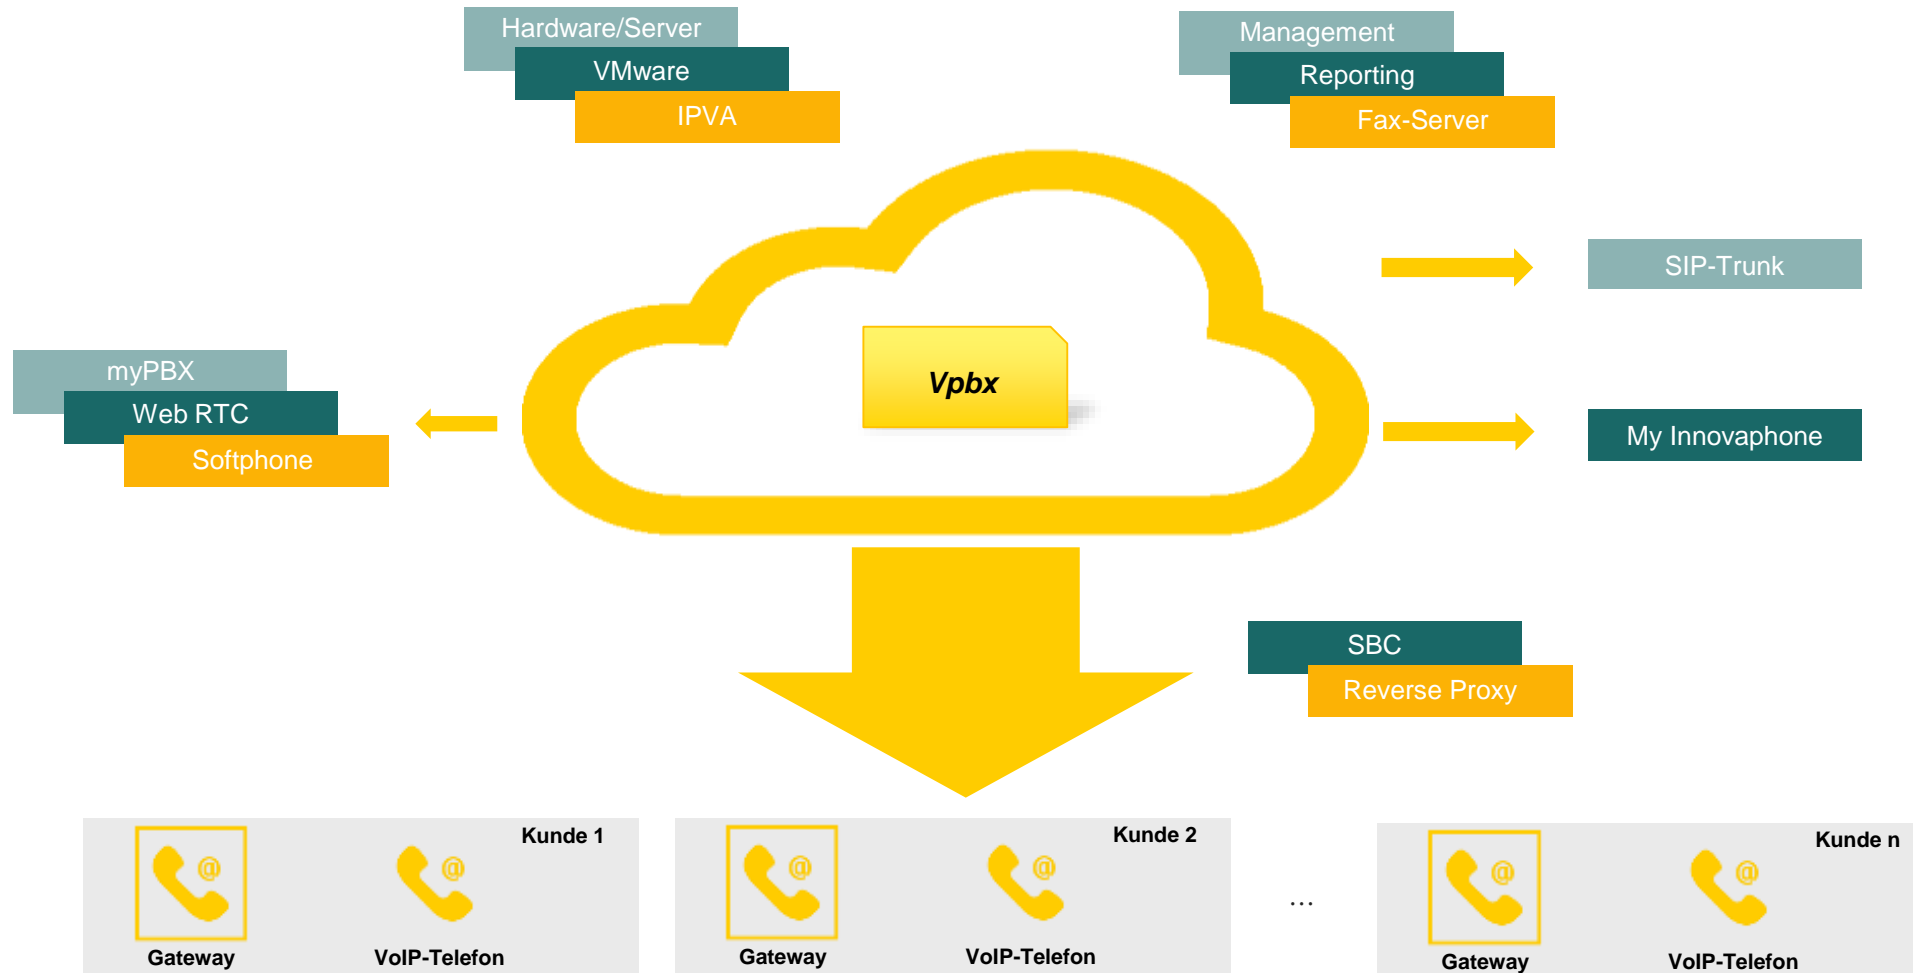 Hardware/Server
VMware
IPVA
Management
Reporting
Fax-Server
SIP-Trunk
myPBX
Web RTC
Softphone
Vpbx
My Innovaphone
SBC
Reverse Proxy
Kunde 1
Gateway
VoIP-Telefon
Kunde 2
Gateway
VoIP-Telefon
...
Kunde n
Gateway
VoIP-Telefon